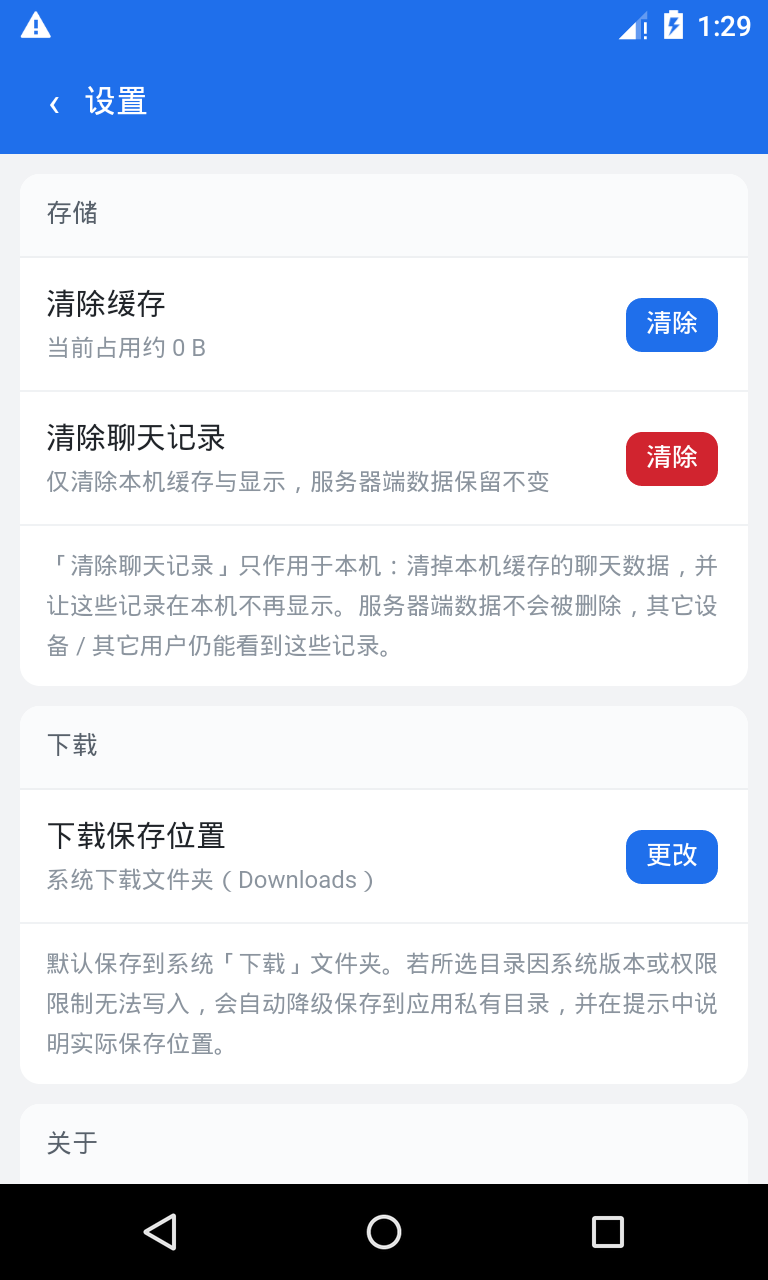 1:29
‹ 设置
存储
清除缓存
当前占用约 0 B
清除
清除聊天记录
仅清除本机缓存与显示，服务器端数据保留不变
清除
「清除聊天记录」只作用于本机：清掉本机缓存的聊天数据，并
让这些记录在本机不再显示。服务器端数据不会被删除，其它设
备 / 其它用户仍能看到这些记录。
下载
下载保存位置
系统下载文件夹（Downloads）
更改
默认保存到系统「下载」文件夹。若所选目录因系统版本或权限
限制无法写入，会自动降级保存到应用私有目录，并在提示中说
明实际保存位置。
关于